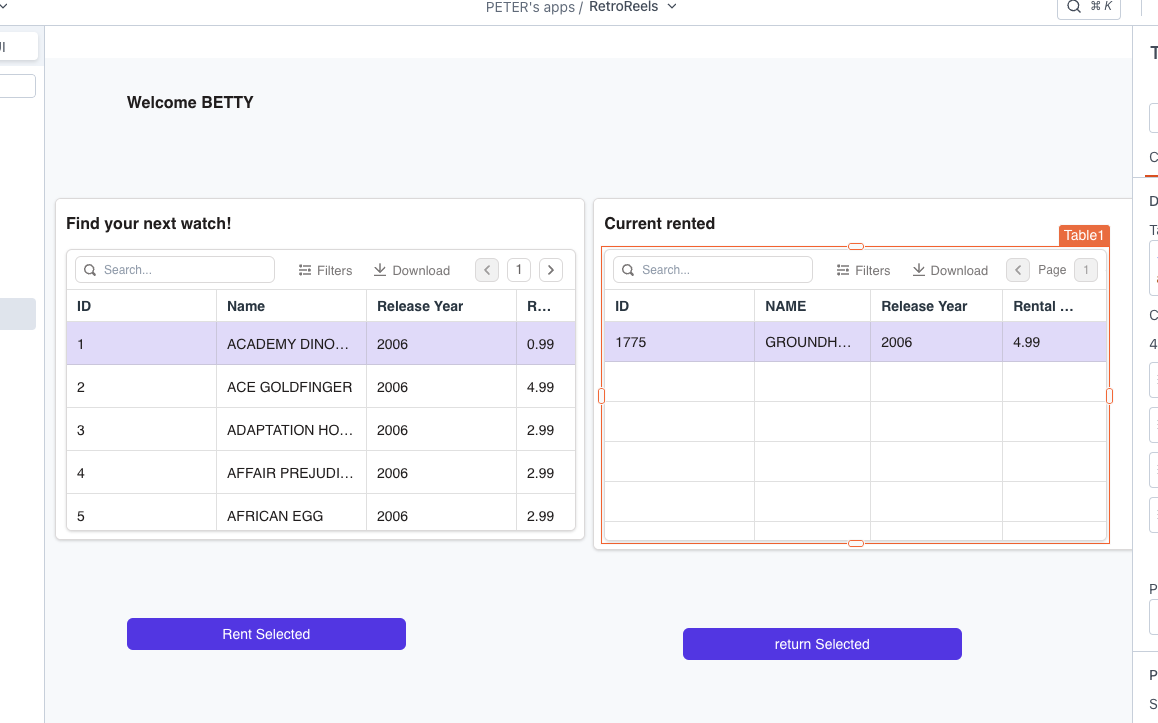 PETER's apps / RetroReels
⌘ K
Welcome BETTY
Find your next watch!
Search...
Filters
Download
1
ID Name Release Year R...
1 ACADEMY DINO... 2006 0.99
2 ACE GOLDFINGER 2006 4.99
3 ADAPTATION HO... 2006 2.99
4 AFFAIR PREJUDI... 2006 2.99
5 AFRICAN EGG 2006 2.99
Rent Selected
Current rented
Table1
Search...
Filters
Download
Page 1
ID NAME Release Year Rental ...
1775 GROUNDH... 2006 4.99
return Selected